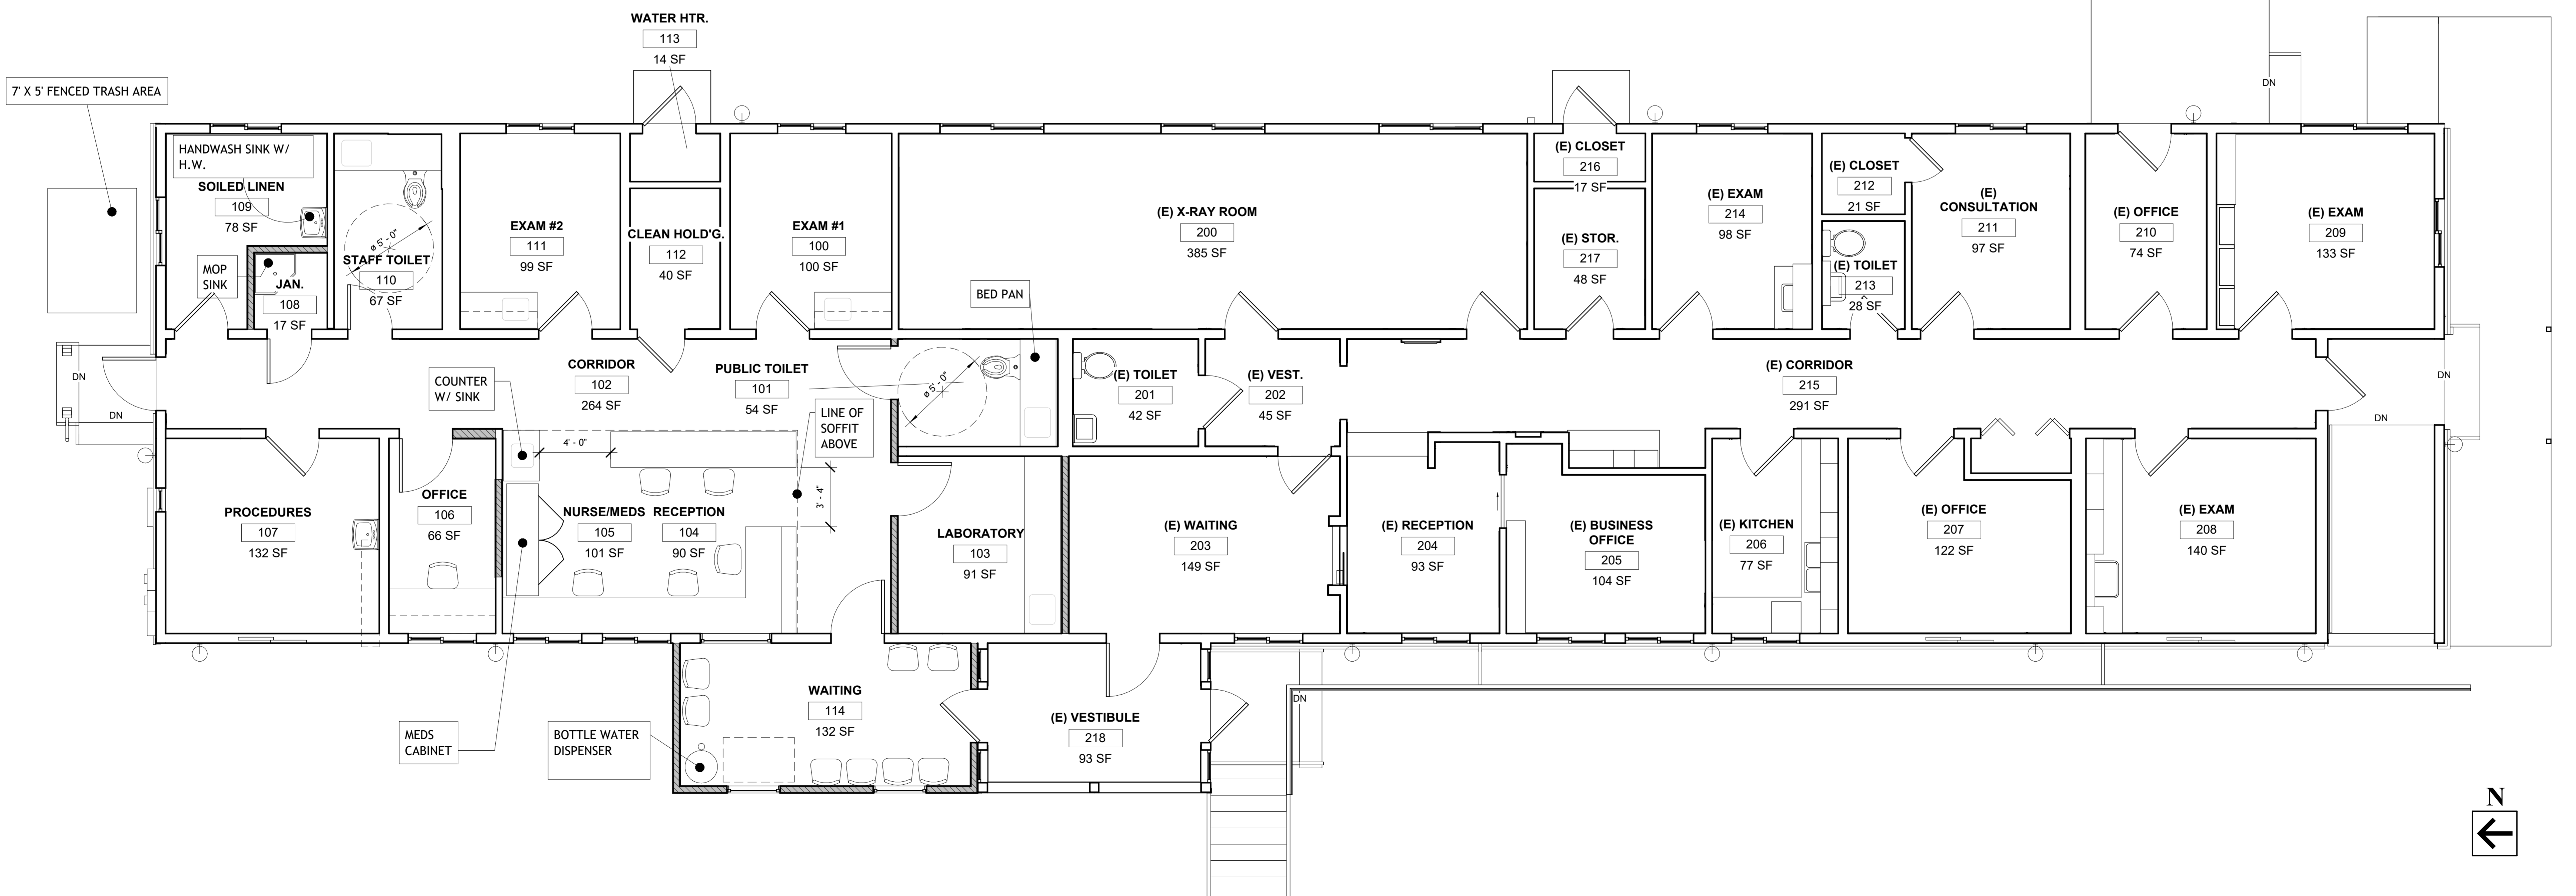 WATER HTR.
113
14 SF
7' X 5' FENCED TRASH AREA
HANDWASH SINK W/
H.W.
SOILED LINEN
109
78 SF
MOP
SINK
JAN.
108
17 SF
ø 5' - 0"
STAFF TOILET
110
67 SF
EXAM #2
111
99 SF
CLEAN HOLD'G.
112
40 SF
EXAM #1
100
100 SF
(E) X-RAY ROOM
200
385 SF
BED PAN
(E) CLOSET
216
17 SF
(E) STOR.
217
48 SF
(E) EXAM
214
98 SF
(E) CLOSET
212
21 SF
(E) TOILET
213
28 SF
(E)
CONSULTATION
211
97 SF
(E) OFFICE
210
74 SF
(E) EXAM
209
133 SF
DN
DN
DN
COUNTER
W/ SINK
CORRIDOR
102
264 SF
PUBLIC TOILET
101
54 SF
LINE OF
SOFFIT
ABOVE
ø 5' - 0"
(E) TOILET
201
42 SF
(E) VEST.
202
45 SF
(E) CORRIDOR
215
291 SF
DN
DN
4' - 0"
3' - 4"
PROCEDURES
107
132 SF
OFFICE
106
66 SF
NURSE/MEDS
105
101 SF
RECEPTION
104
90 SF
LABORATORY
103
91 SF
(E) WAITING
203
149 SF
(E) RECEPTION
204
93 SF
(E) BUSINESS
OFFICE
205
104 SF
(E) KITCHEN
206
77 SF
(E) OFFICE
207
122 SF
(E) EXAM
208
140 SF
MEDS
CABINET
BOTTLE WATER
DISPENSER
WAITING
114
132 SF
(E) VESTIBULE
218
93 SF
DN
N